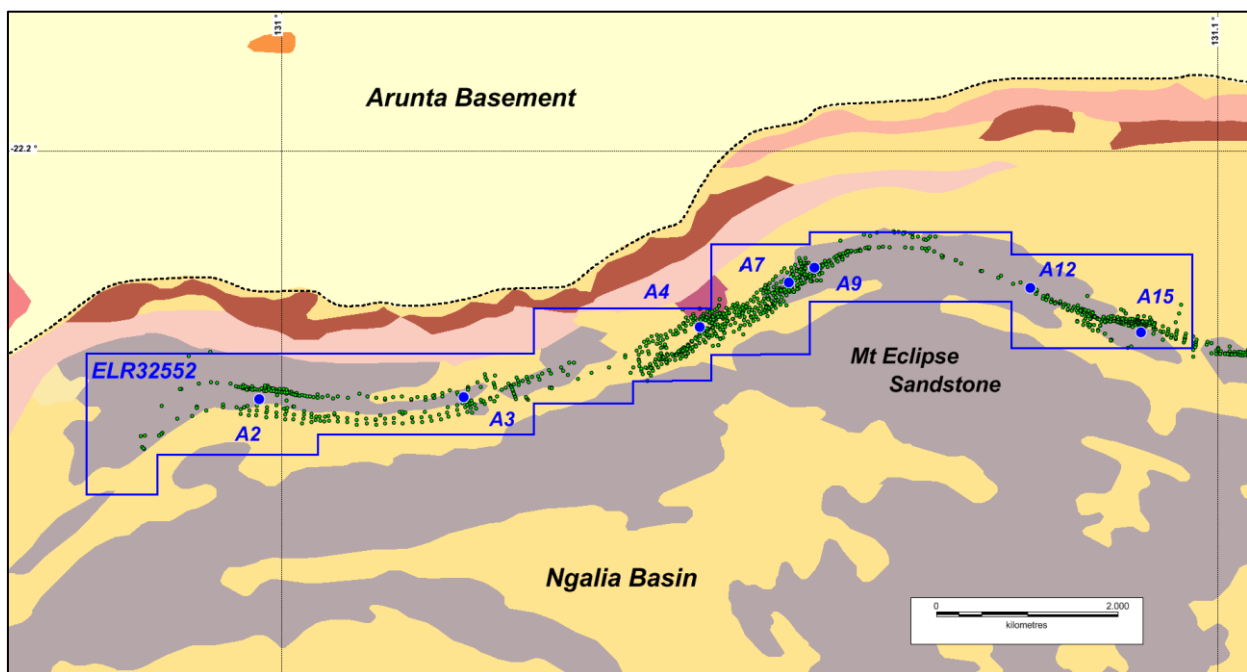 131 °
131.1 °
Arunta Basement
-22.2 °
A7
A4
A9
A12
A15
Mt Eclipse
Sandstone
ELR32552
A2
A3
Ngalia Basin
0
2.000
kilometres